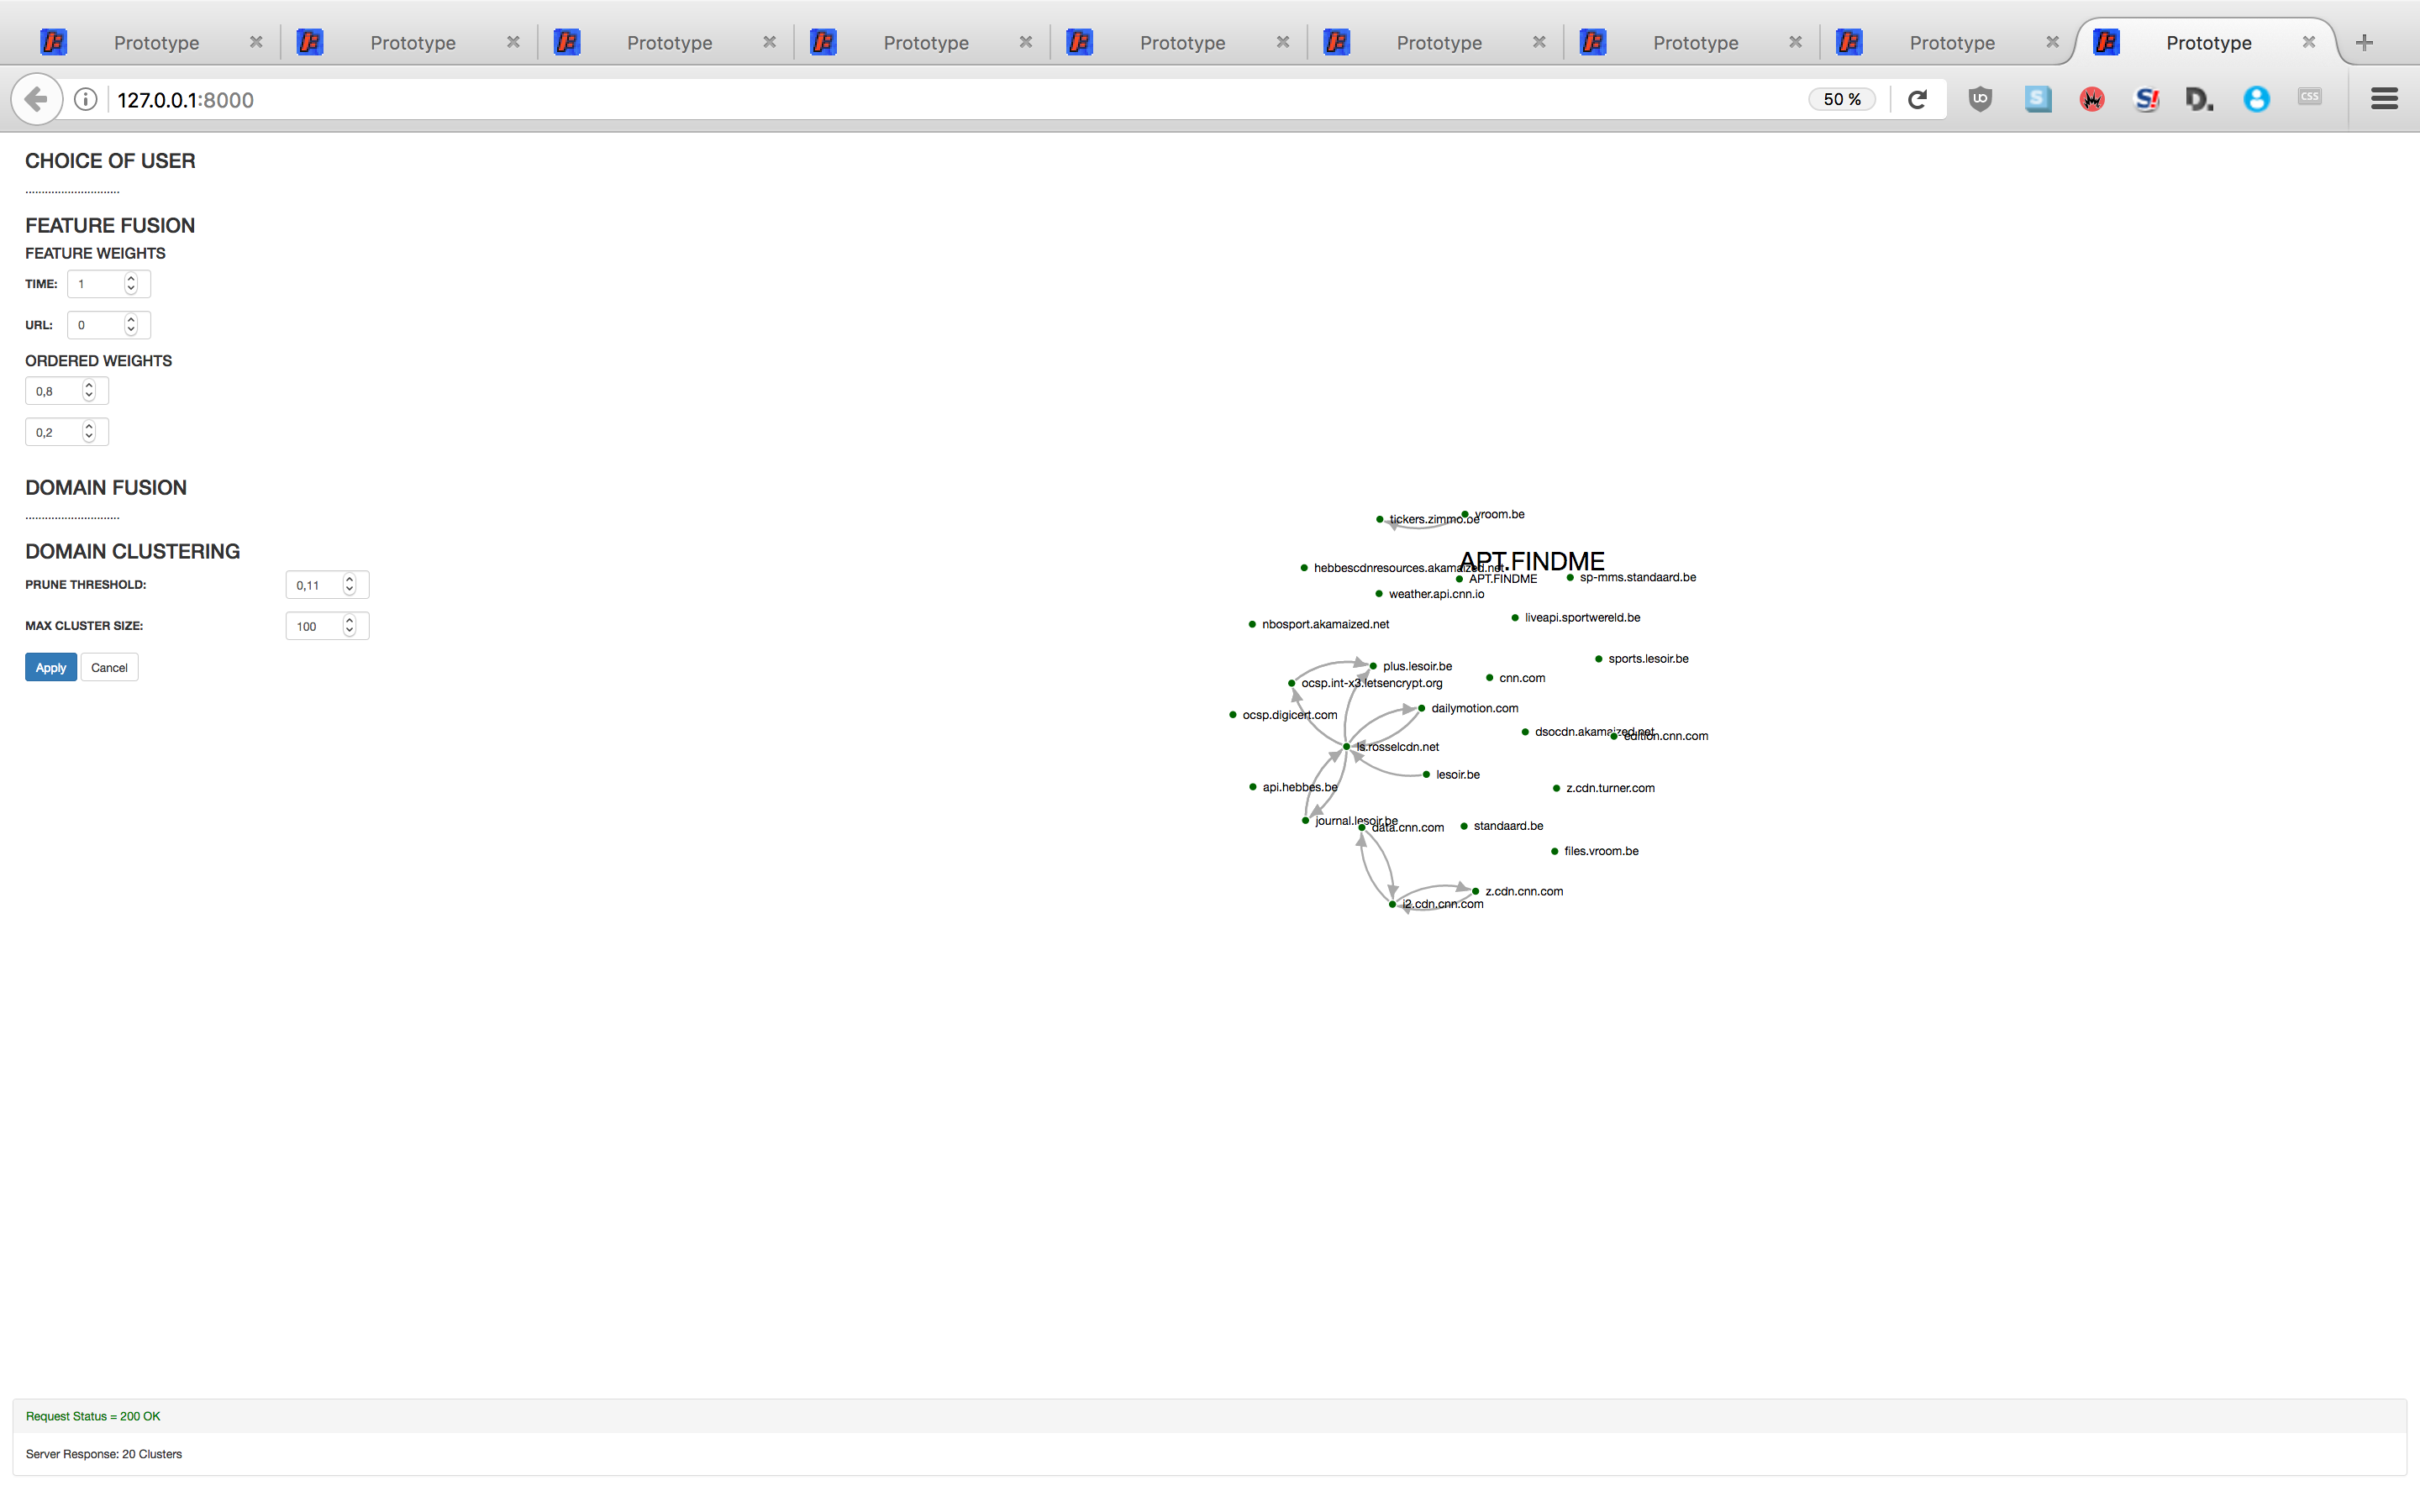 Prototype
Prototype
Prototype
Prototype
Prototype
Prototype
Prototype
Prototype
Prototype
127.0.0.1:8000
50 %
CHOICE OF USER
.............................
FEATURE FUSION
FEATURE WEIGHTS
TIME: 1
URL: 0
ORDERED WEIGHTS
0,8
0,2
DOMAIN FUSION
.............................
DOMAIN CLUSTERING
PRUNE THRESHOLD: 0,11
MAX CLUSTER SIZE: 100
Apply Cancel
vroom.be
tickers.zimmo.be
APT.FINDME
hebbescdnresources.akamaized.net
APT.FINDME
sp-mms.standaard.be
weather.api.cnn.io
liveapi.sportwereld.be
nbosport.akamaized.net
sports.lesoir.be
plus.lesoir.be
cnn.com
ocsp.int-x3.letsencrypt.org
dailymotion.com
ocsp.digicert.com
dsocdn.akamaized.net
edition.cnn.com
ls.rosselcdn.net
lesoir.be
api.hebbes.be
z.cdn.turner.com
journal.lesoir.be
data.cnn.com
standaard.be
files.vroom.be
z.cdn.cnn.com
i2.cdn.cnn.com
Request Status = 200 OK
Server Response: 20 Clusters
UD
S
S!
D.
CSS